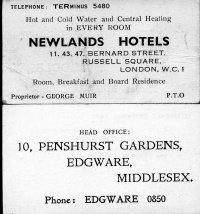 TELEPHONE: TERMINUS 5480
Hot and Cold Water and Central Heating
in EVERY ROOM
NEWLANDS HOTELS
11. 43. 47. BERNARD STREET,
RUSSELL SQUARE,
LONDON, W.C.1
Room, Breakfast and Board Residence
Proprietor - GEORGE MUIR P.T.O
HEAD OFFICE:
10, PENSHURST GARDENS,
EDGWARE,
MIDDLESEX.
Phone: EDGWARE 0850